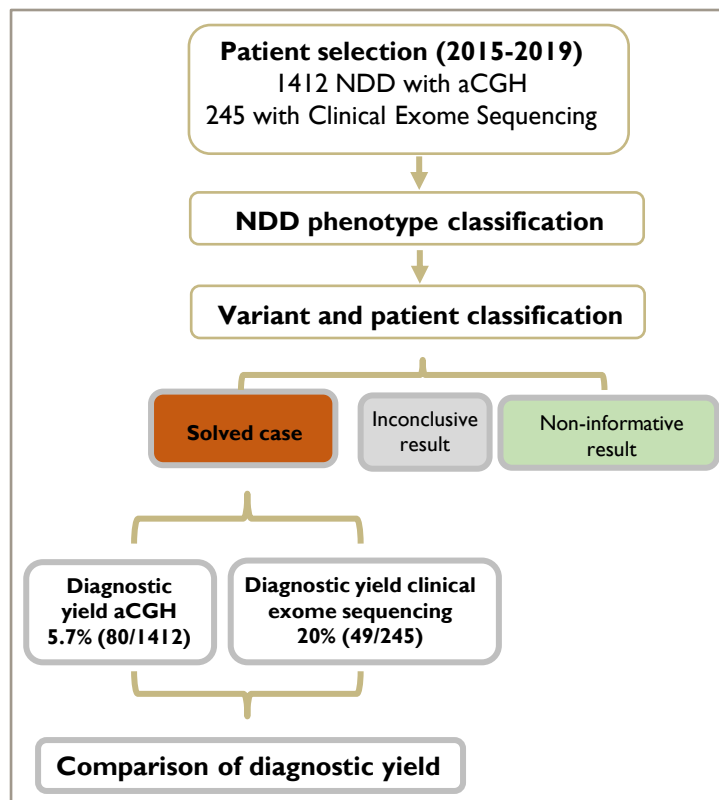 Patient selection (2015-2019)
1412 NDD with aCGH
245 with Clinical Exome Sequencing
NDD phenotype classification
Variant and patient classification
Solved case
Inconclusive
result
Non-informative
result
Diagnostic
yield aCGH
5.7% (80/1412)
Diagnostic yield clinical
exome sequencing
20% (49/245)
Comparison of diagnostic yield